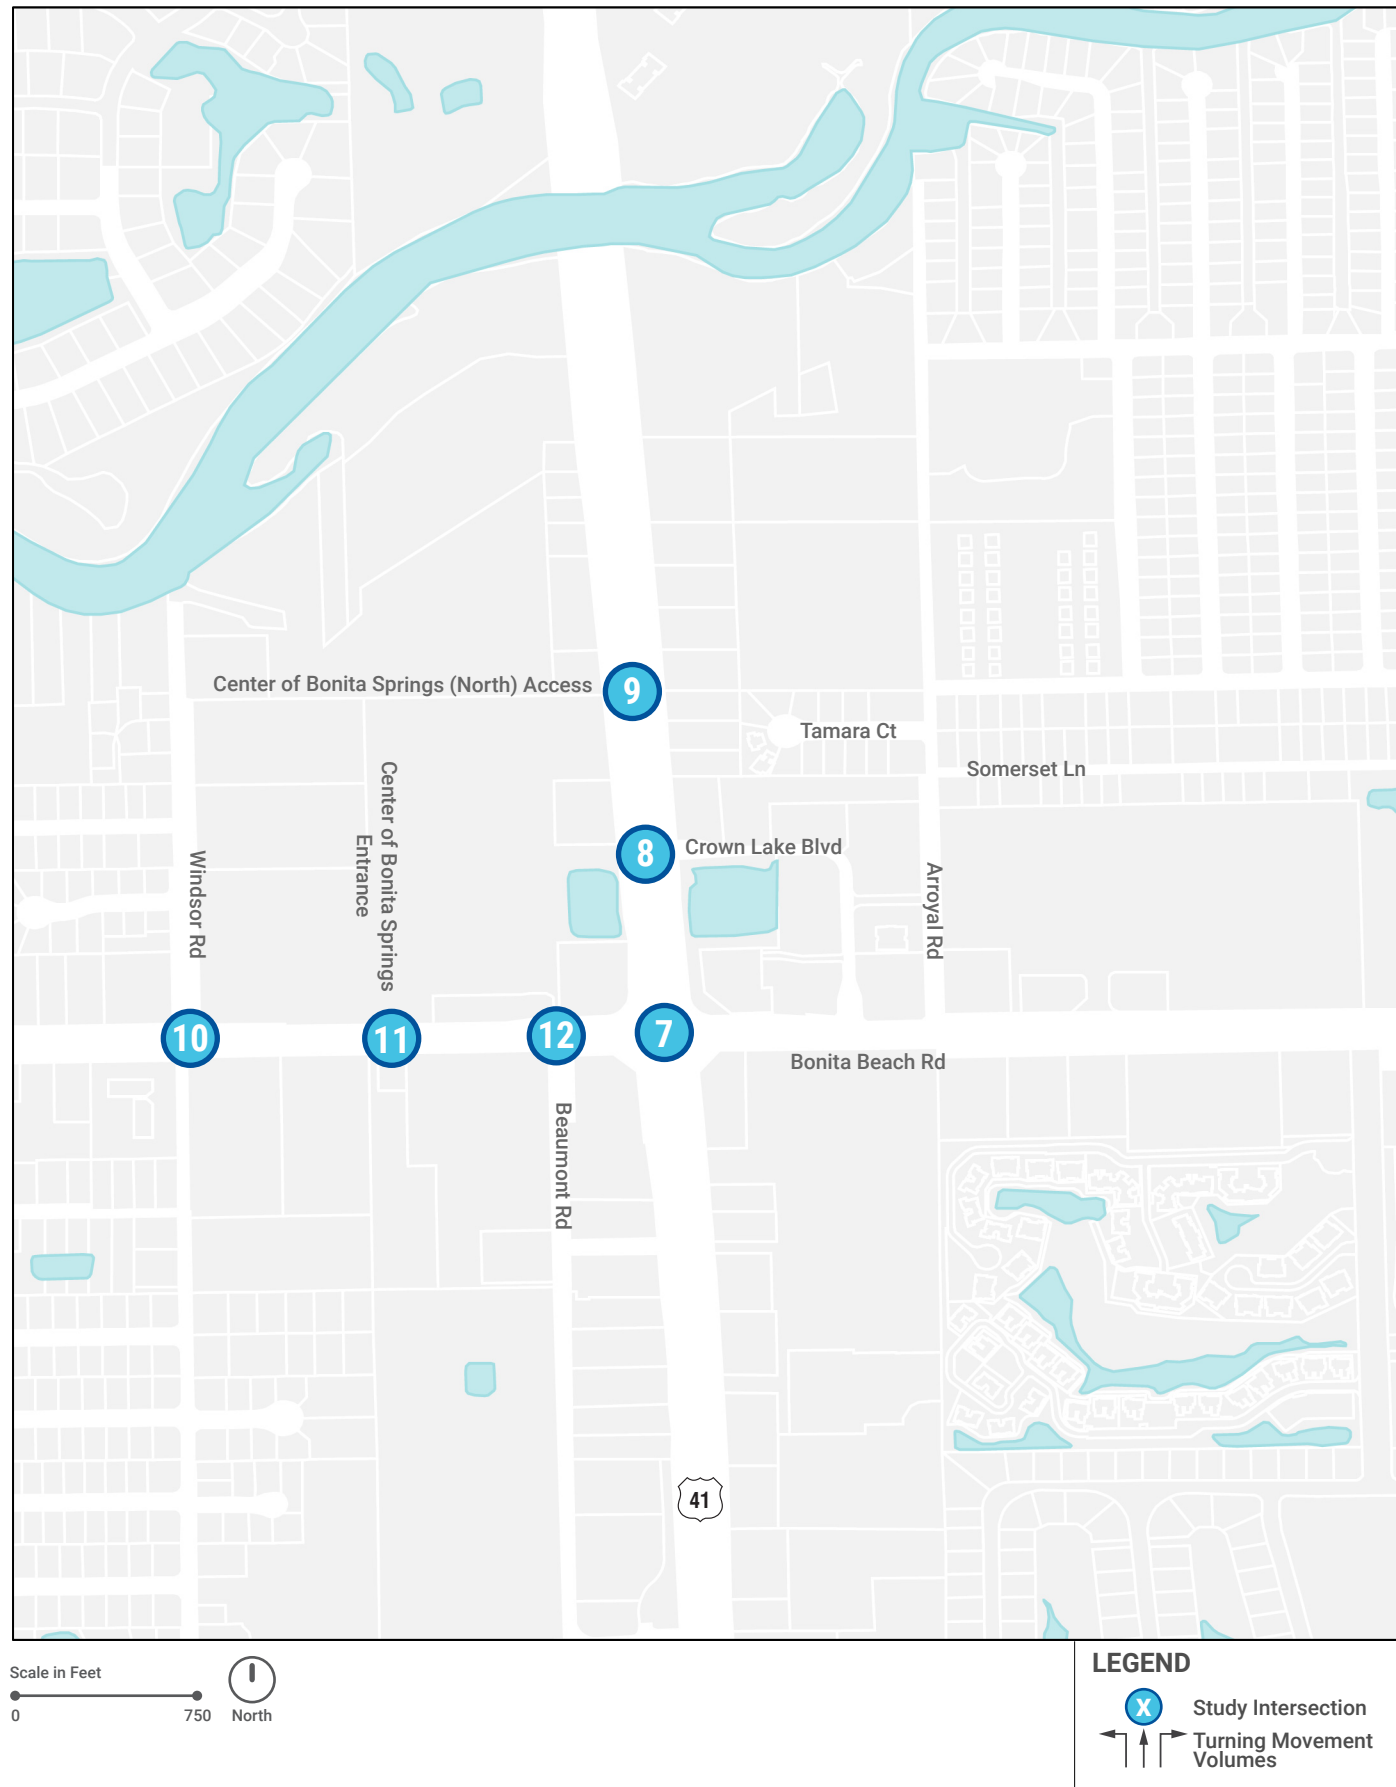 Center of Bonita Springs (North) Access
9
Tamara Ct
Somerset Ln
Center of Bonita Springs
Entrance
8
Crown Lake Blvd
Windsor Rd
Arroyal Rd
10
11
12
7
Bonita Beach Rd
Beaumont Rd
41
Scale in Feet
0
750
North
LEGEND
X
Study Intersection
Turning Movement
Volumes